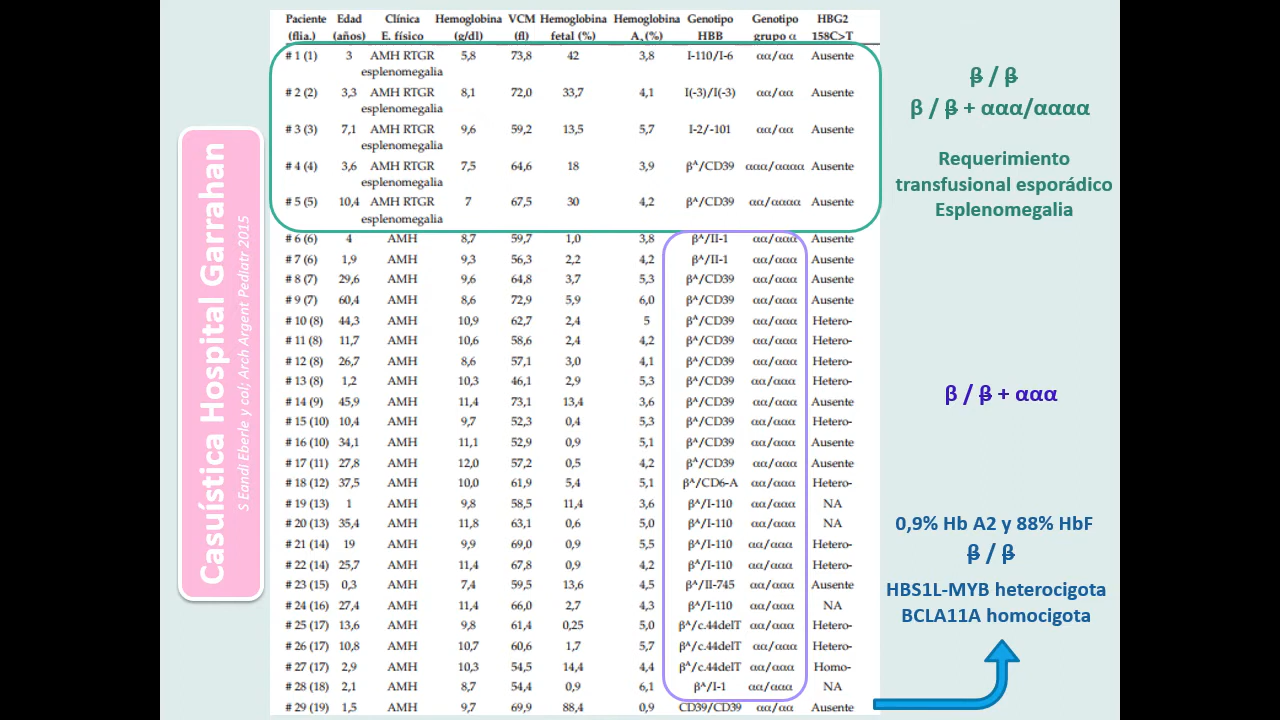 Casuística Hospital Garrahan
S Eandi Eberle y col; Arch Argent Pediatr 2015
Paciente Edad Clínica Hemoglobina VCM Hemoglobina Hemoglobina Genotipo Genotipo HBG2
(flia.) (años) E. físico (g/dl) (fl) fetal (%) A₂ (%) HBB grupo α 158C>T
# 1 (1) 3 AMH RTGR 5,8 73,8 42 3,8 I-110/I-6 αα/αα Ausente
esplenomegalia
# 2 (2) 3,3 AMH RTGR 8,1 72,0 33,7 4,1 I(-3)/I(-3) αα/αα Ausente
esplenomegalia
# 3 (3) 7,1 AMH RTGR 9,6 59,2 13,5 5,7 I-2/-101 αα/αα Ausente
esplenomegalia
# 4 (4) 3,6 AMH RTGR 7,5 64,6 18 3,9 βᴬ/CD39 ααα/αααα Ausente
esplenomegalia
# 5 (5) 10,4 AMH RTGR 7 67,5 30 4,2 βᴬ/CD39 αα/αααα Ausente
esplenomegalia
# 6 (6) 4 AMH 8,7 59,7 1,0 3,8 βᴬ/II-1 αα/ααα Ausente
# 7 (6) 1,9 AMH 9,3 56,3 2,2 4,2 βᴬ/II-1 αα/ααα Ausente
# 8 (7) 29,6 AMH 9,6 64,8 3,7 5,3 βᴬ/CD39 αα/ααα Ausente
# 9 (7) 60,4 AMH 8,6 72,9 5,9 6,0 βᴬ/CD39 αα/ααα Ausente
# 10 (8) 44,3 AMH 10,9 62,7 2,4 5 βᴬ/CD39 αα/ααα Hetero-
# 11 (8) 11,7 AMH 10,6 58,6 2,4 4,2 βᴬ/CD39 αα/ααα Hetero-
# 12 (8) 26,7 AMH 8,6 57,1 3,0 4,1 βᴬ/CD39 αα/ααα Hetero-
# 13 (8) 1,2 AMH 10,3 46,1 2,9 5,3 βᴬ/CD39 αα/ααα Hetero-
# 14 (9) 45,9 AMH 11,4 73,1 13,4 3,6 βᴬ/CD39 αα/ααα Ausente
# 15 (10) 10,4 AMH 9,7 52,3 0,4 5,3 βᴬ/CD39 αα/ααα Hetero-
# 16 (10) 34,1 AMH 11,1 52,9 0,9 5,1 βᴬ/CD39 αα/ααα Ausente
# 17 (11) 27,8 AMH 12,0 57,2 0,5 4,2 βᴬ/CD39 αα/ααα Ausente
# 18 (12) 37,5 AMH 10,0 61,9 5,4 5,1 βᴬ/CD6-A αα/ααα Hetero-
# 19 (13) 1 AMH 9,8 58,5 11,4 3,6 βᴬ/I-110 αα/ααα NA
# 20 (13) 35,4 AMH 11,8 63,1 0,6 5,0 βᴬ/I-110 αα/ααα NA
# 21 (14) 19 AMH 9,9 69,0 0,9 5,5 βᴬ/I-110 αα/ααα Hetero-
# 22 (14) 25,7 AMH 11,4 67,8 0,9 4,2 βᴬ/I-110 αα/ααα Hetero-
# 23 (15) 0,3 AMH 7,4 59,5 13,6 4,5 βᴬ/II-745 αα/ααα Ausente
# 24 (16) 27,4 AMH 11,4 66,0 2,7 4,3 βᴬ/I-110 αα/ααα NA
# 25 (17) 13,6 AMH 9,8 61,4 0,25 5,0 βᴬ/c.44delT αα/ααα Hetero-
# 26 (17) 10,8 AMH 10,7 60,6 1,7 5,7 βᴬ/c.44delT αα/ααα Hetero-
# 27 (17) 2,9 AMH 10,3 54,5 14,4 4,4 βᴬ/c.44delT αα/ααα Homo-
# 28 (18) 2,1 AMH 8,7 54,4 0,9 6,1 βᴬ/I-1 αα/ααα NA
# 29 (19) 1,5 AMH 9,7 69,9 88,4 0,9 CD39/CD39 αα/αα Ausente
β̶ / β̶
β / β̶ + ααα/αααα
Requerimiento
transfusional esporádico
Esplenomegalia
β / β̶ + ααα
0,9% Hb A2 y 88% HbF
β̶ / β̶
HBS1L-MYB heterocigota
BCLA11A homocigota